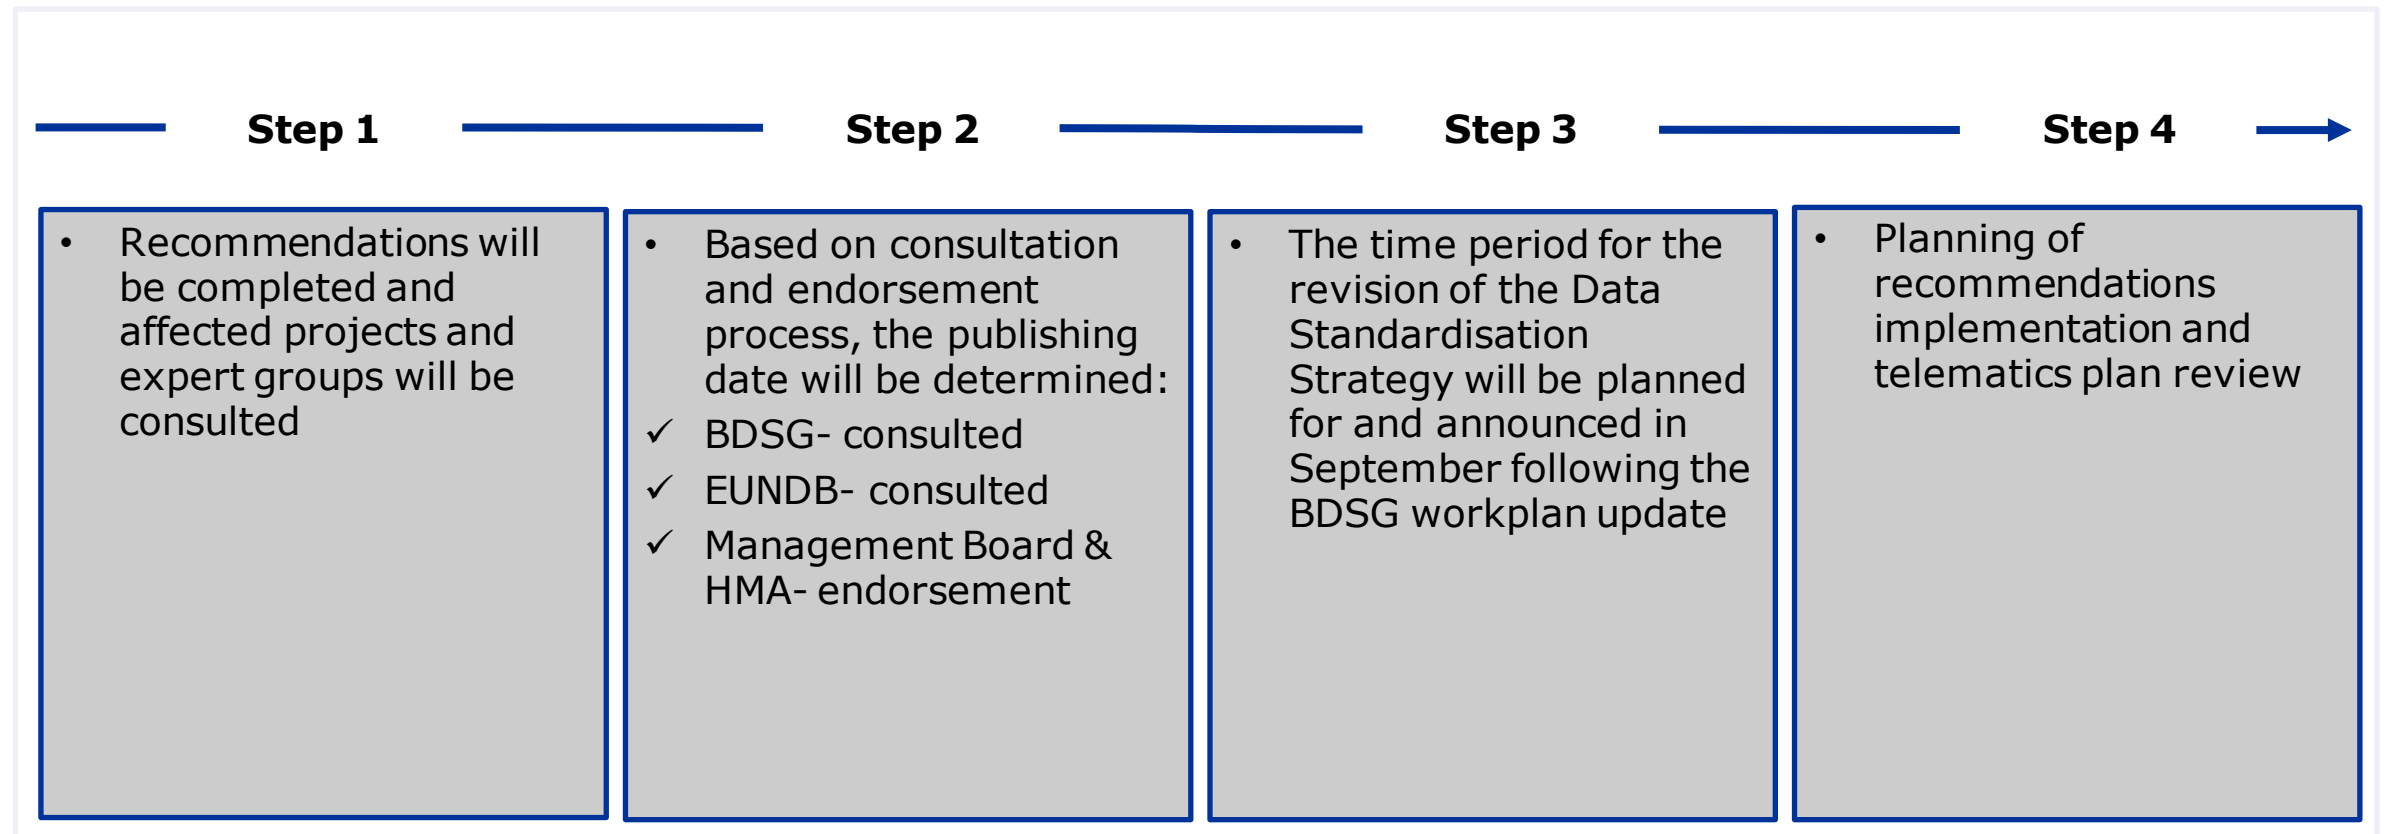 Step 1
Step 2
Step 3
Step 4
• Recommendations will
be completed and
affected projects and
expert groups will be
consulted
• Based on consultation
and endorsement
process, the publishing
date will be determined:
✓ BDSG- consulted
✓ EUNDB- consulted
✓ Management Board &
HMA- endorsement
• The time period for the
revision of the Data
Standardisation
Strategy will be planned
for and announced in
September following the
BDSG workplan update
• Planning of
recommendations
implementation and
telematics plan review